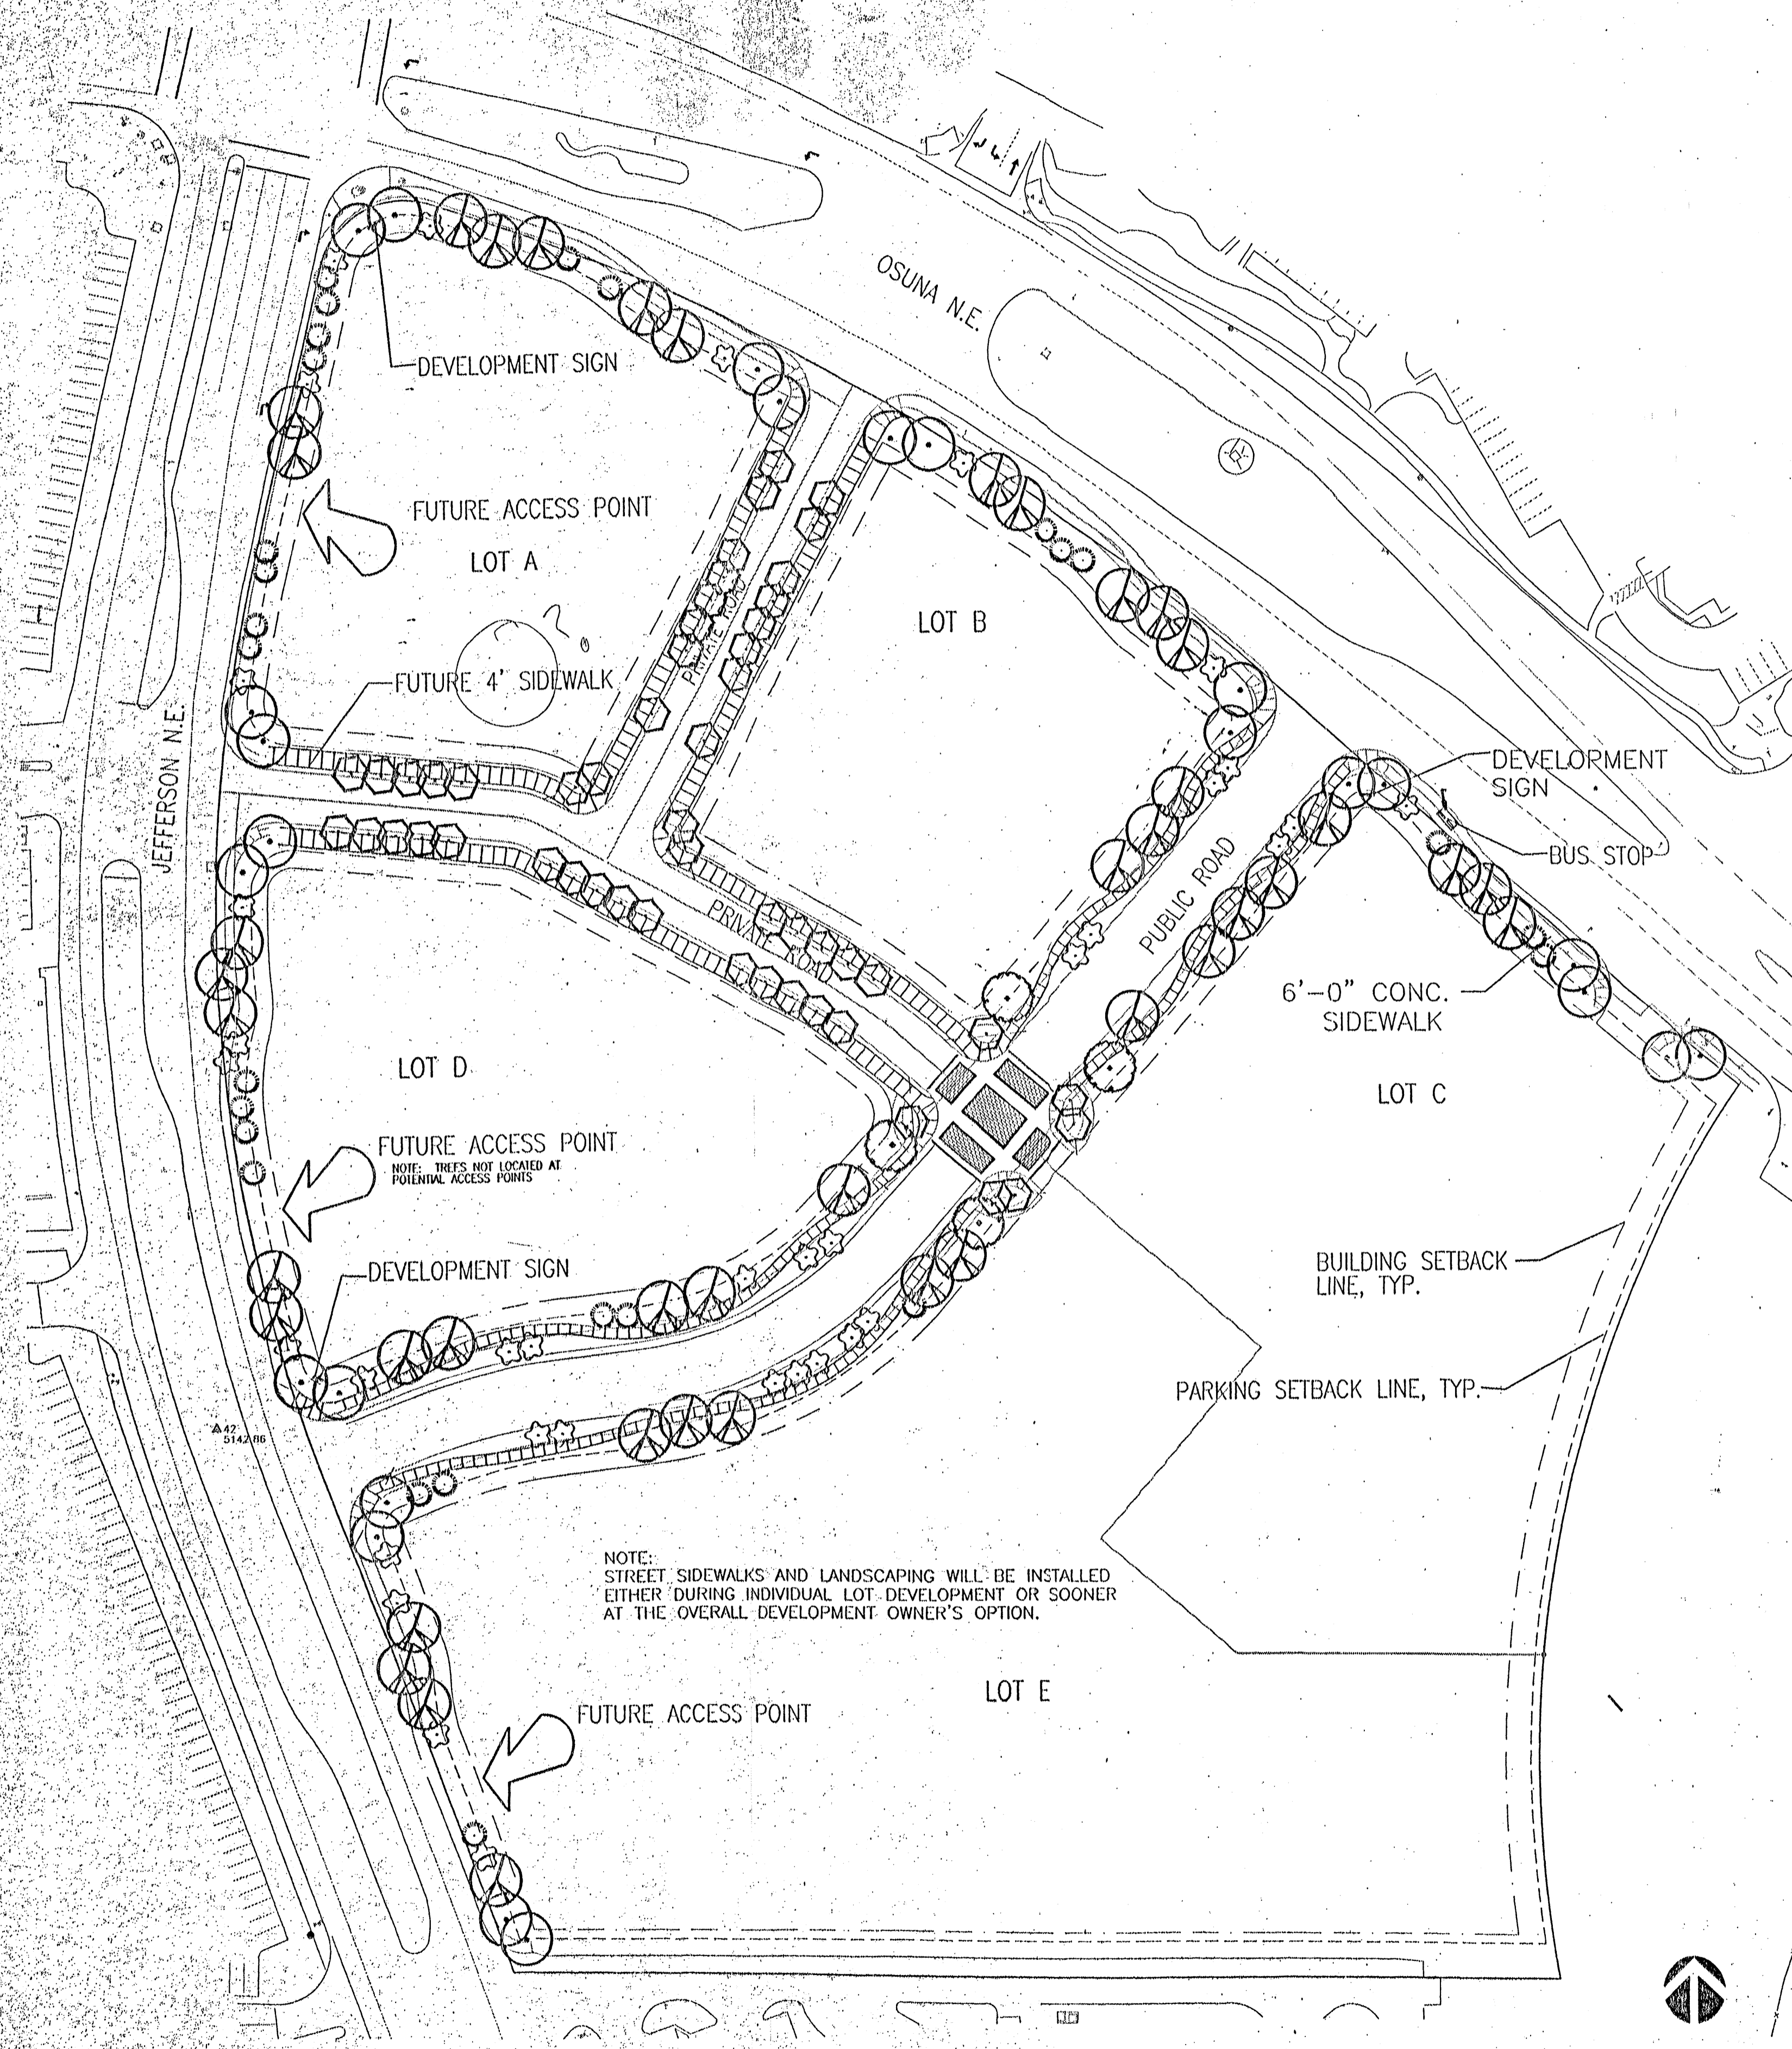 OSUNA N.E.
DEVELOPMENT SIGN
FUTURE ACCESS POINT
LOT A
?
FUTURE 4' SIDEWALK
PRIVATE ROAD
LOT B
JEFFERSON N.E.
DEVELOPMENT
SIGN
BUS STOP
PUBLIC ROAD
PRIVATE ROAD
6'-0" CONC.
SIDEWALK
LOT C
LOT D
FUTURE ACCESS POINT
NOTE: TREES NOT LOCATED AT
POTENTIAL ACCESS POINTS
DEVELOPMENT SIGN
BUILDING SETBACK
LINE, TYP.
PARKING SETBACK LINE, TYP.
42
5142.86
NOTE:
STREET SIDEWALKS AND LANDSCAPING WILL BE INSTALLED
EITHER DURING INDIVIDUAL LOT DEVELOPMENT OR SOONER
AT THE OVERALL DEVELOPMENT OWNER'S OPTION.
LOT E
FUTURE ACCESS POINT